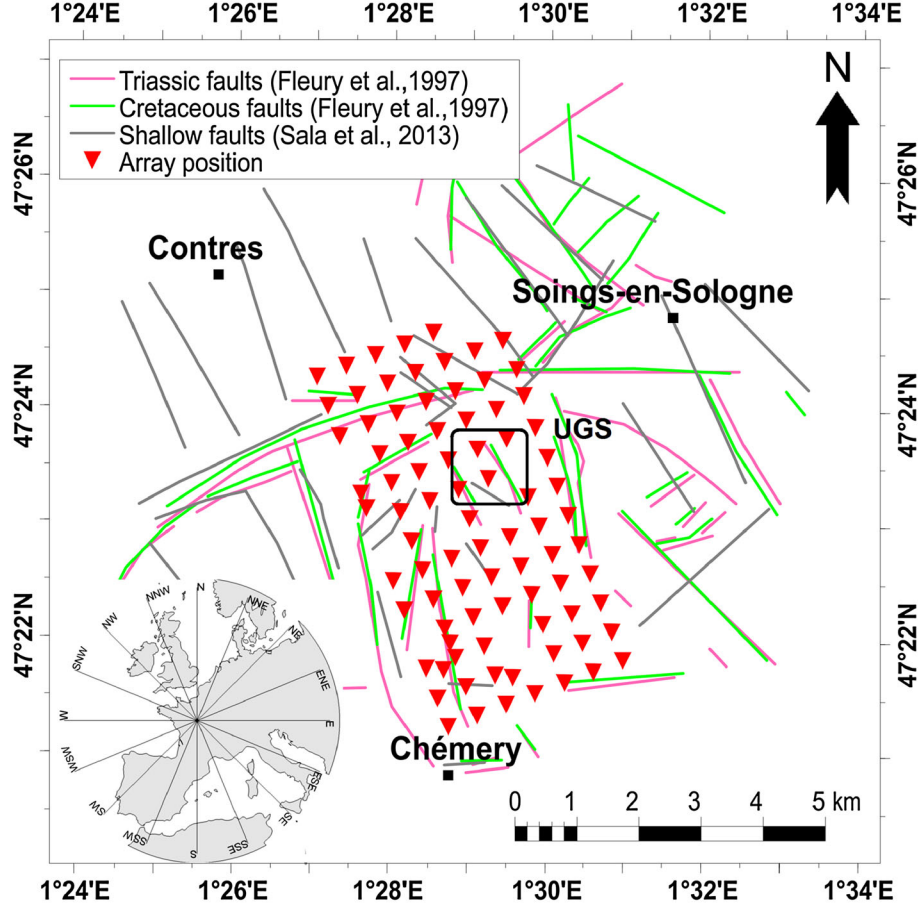 1°24'E 1°26'E 1°28'E 1°30'E 1°32'E 1°34'E
Triassic faults (Fleury et al.,1997)
Cretaceous faults (Fleury et al.,1997)
Shallow faults (Sala et al., 2013)
Array position
N
47°26'N
47°26'N
Contres
Soings-en-Sologne
47°24'N
47°24'N
UGS
47°22'N
47°22'N
N
NNW
NNE
NW
NE
SNW
ENE
W
E
WSW
ESE
SW
SE
SSW
SSE
S
Chémery
0 1 2 3 4 5 km
1°24'E 1°26'E 1°28'E 1°30'E 1°32'E 1°34'E